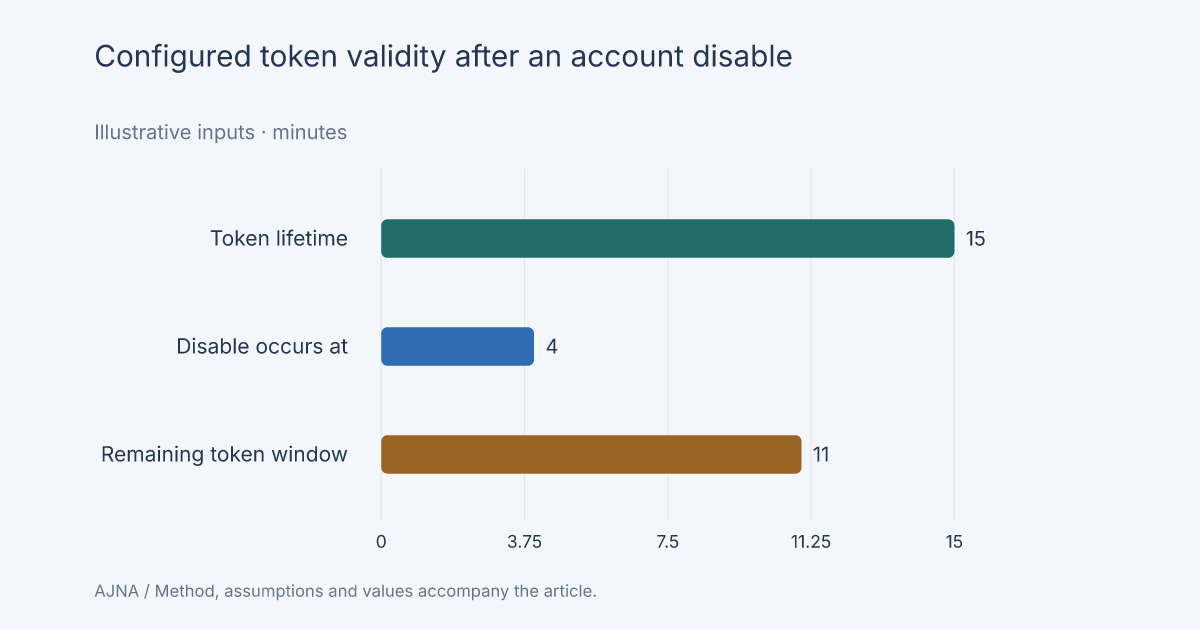 Configured token validity after an account disable
Illustrative inputs · minutes
Token lifetime
15
Disable occurs at
4
Remaining token window
11
0 3.75 7.5 11.25 15
AJNA / Method, assumptions and values accompany the article.